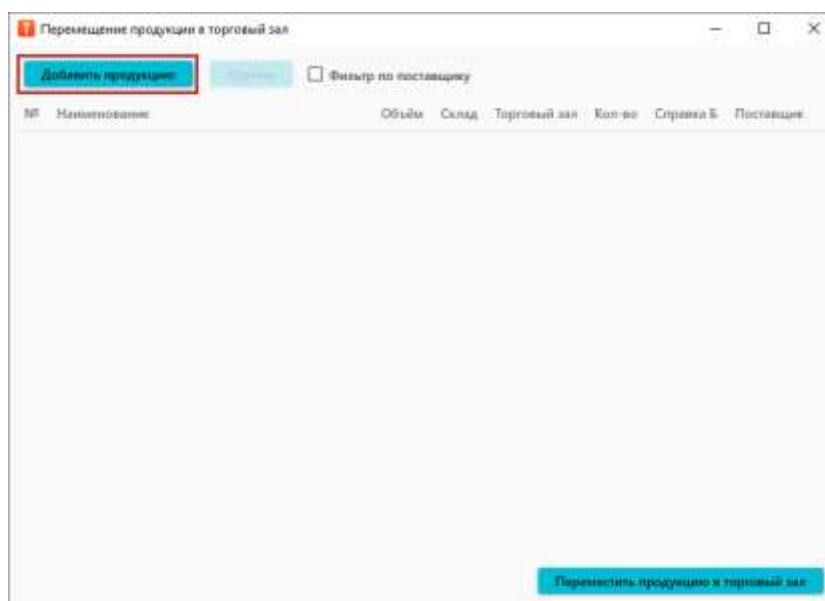 Перемещение продукции в торговый зал
Добавить продукцию
Фильтр по поставщику
№ Наименование Объём Склад Торговый зал Кол-во Справка Б Поставщик
Переместить продукцию в торговый зал